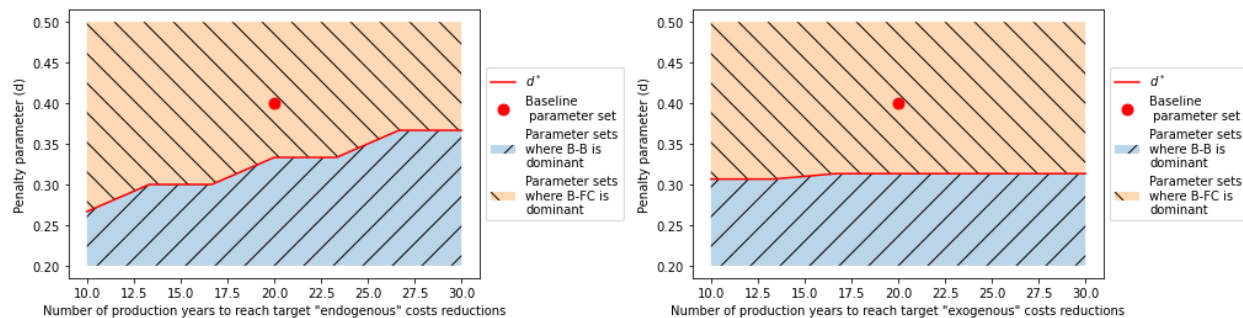 0.50
0.45
0.40
0.35
0.30
0.25
0.20
Penalty parameter (d)
10.0 12.5 15.0 17.5 20.0 22.5 25.0 27.5 30.0
Number of production years to reach target "endogenous" costs reductions
d*
Baseline
parameter set
Parameter sets
where B-B is
dominant
Parameter sets
where B-FC is
dominant
0.50
0.45
0.40
0.35
0.30
0.25
0.20
Penalty parameter (d)
10.0 12.5 15.0 17.5 20.0 22.5 25.0 27.5 30.0
Number of production years to reach target "exogenous" costs reductions
d*
Baseline
parameter set
Parameter sets
where B-B is
dominant
Parameter sets
where B-FC is
dominant